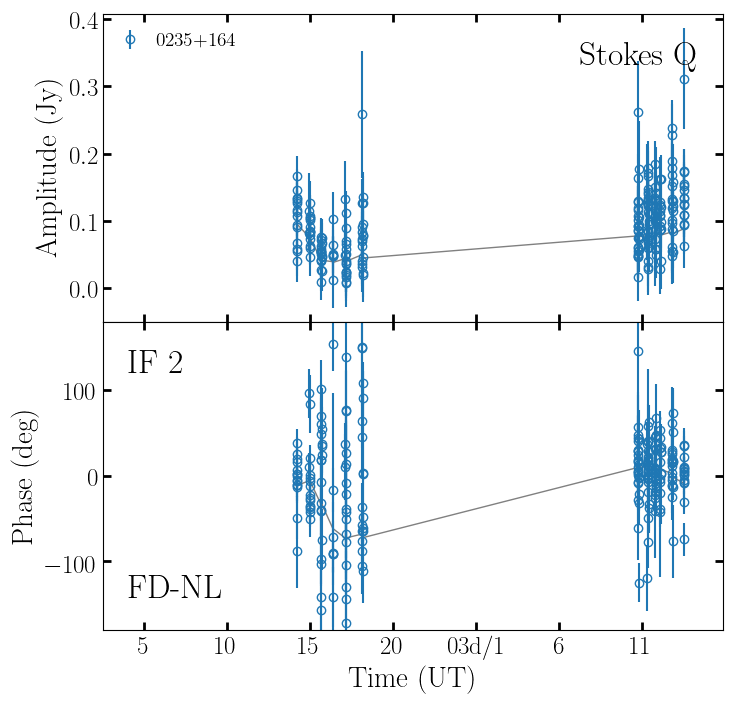 0.4
0.3
0.2
0.1
0.0
Amplitude (Jy)
0235+164
Stokes Q
100
0
−100
Phase (deg)
IF 2
FD-NL
5 10 15 20 03d/1 6 11
Time (UT)